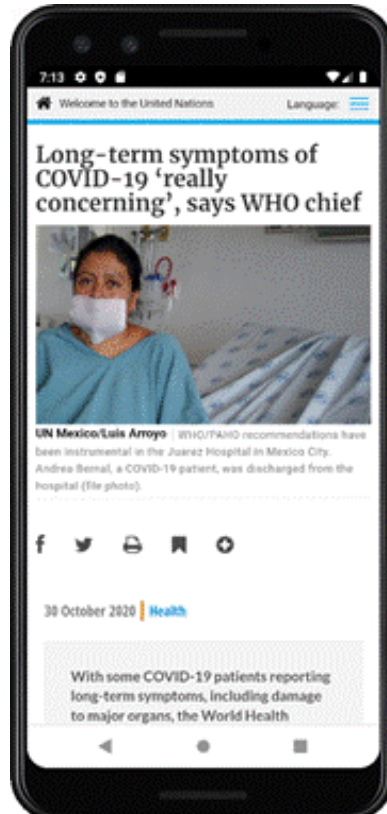 7:13
Welcome to the United Nations
Language:
Long-term symptoms of
COVID-19 ‘really
concerning’, says WHO chief
UN Mexico/Luis Arroyo | WHO/PAHO recommendations have
been instrumental in the Juarez Hospital in Mexico City.
Andrea Bernal, a COVID-19 patient, was discharged from the
hospital (file photo).
30 October 2020 | Health
With some COVID-19 patients reporting
long-term symptoms, including damage
to major organs, the World Health